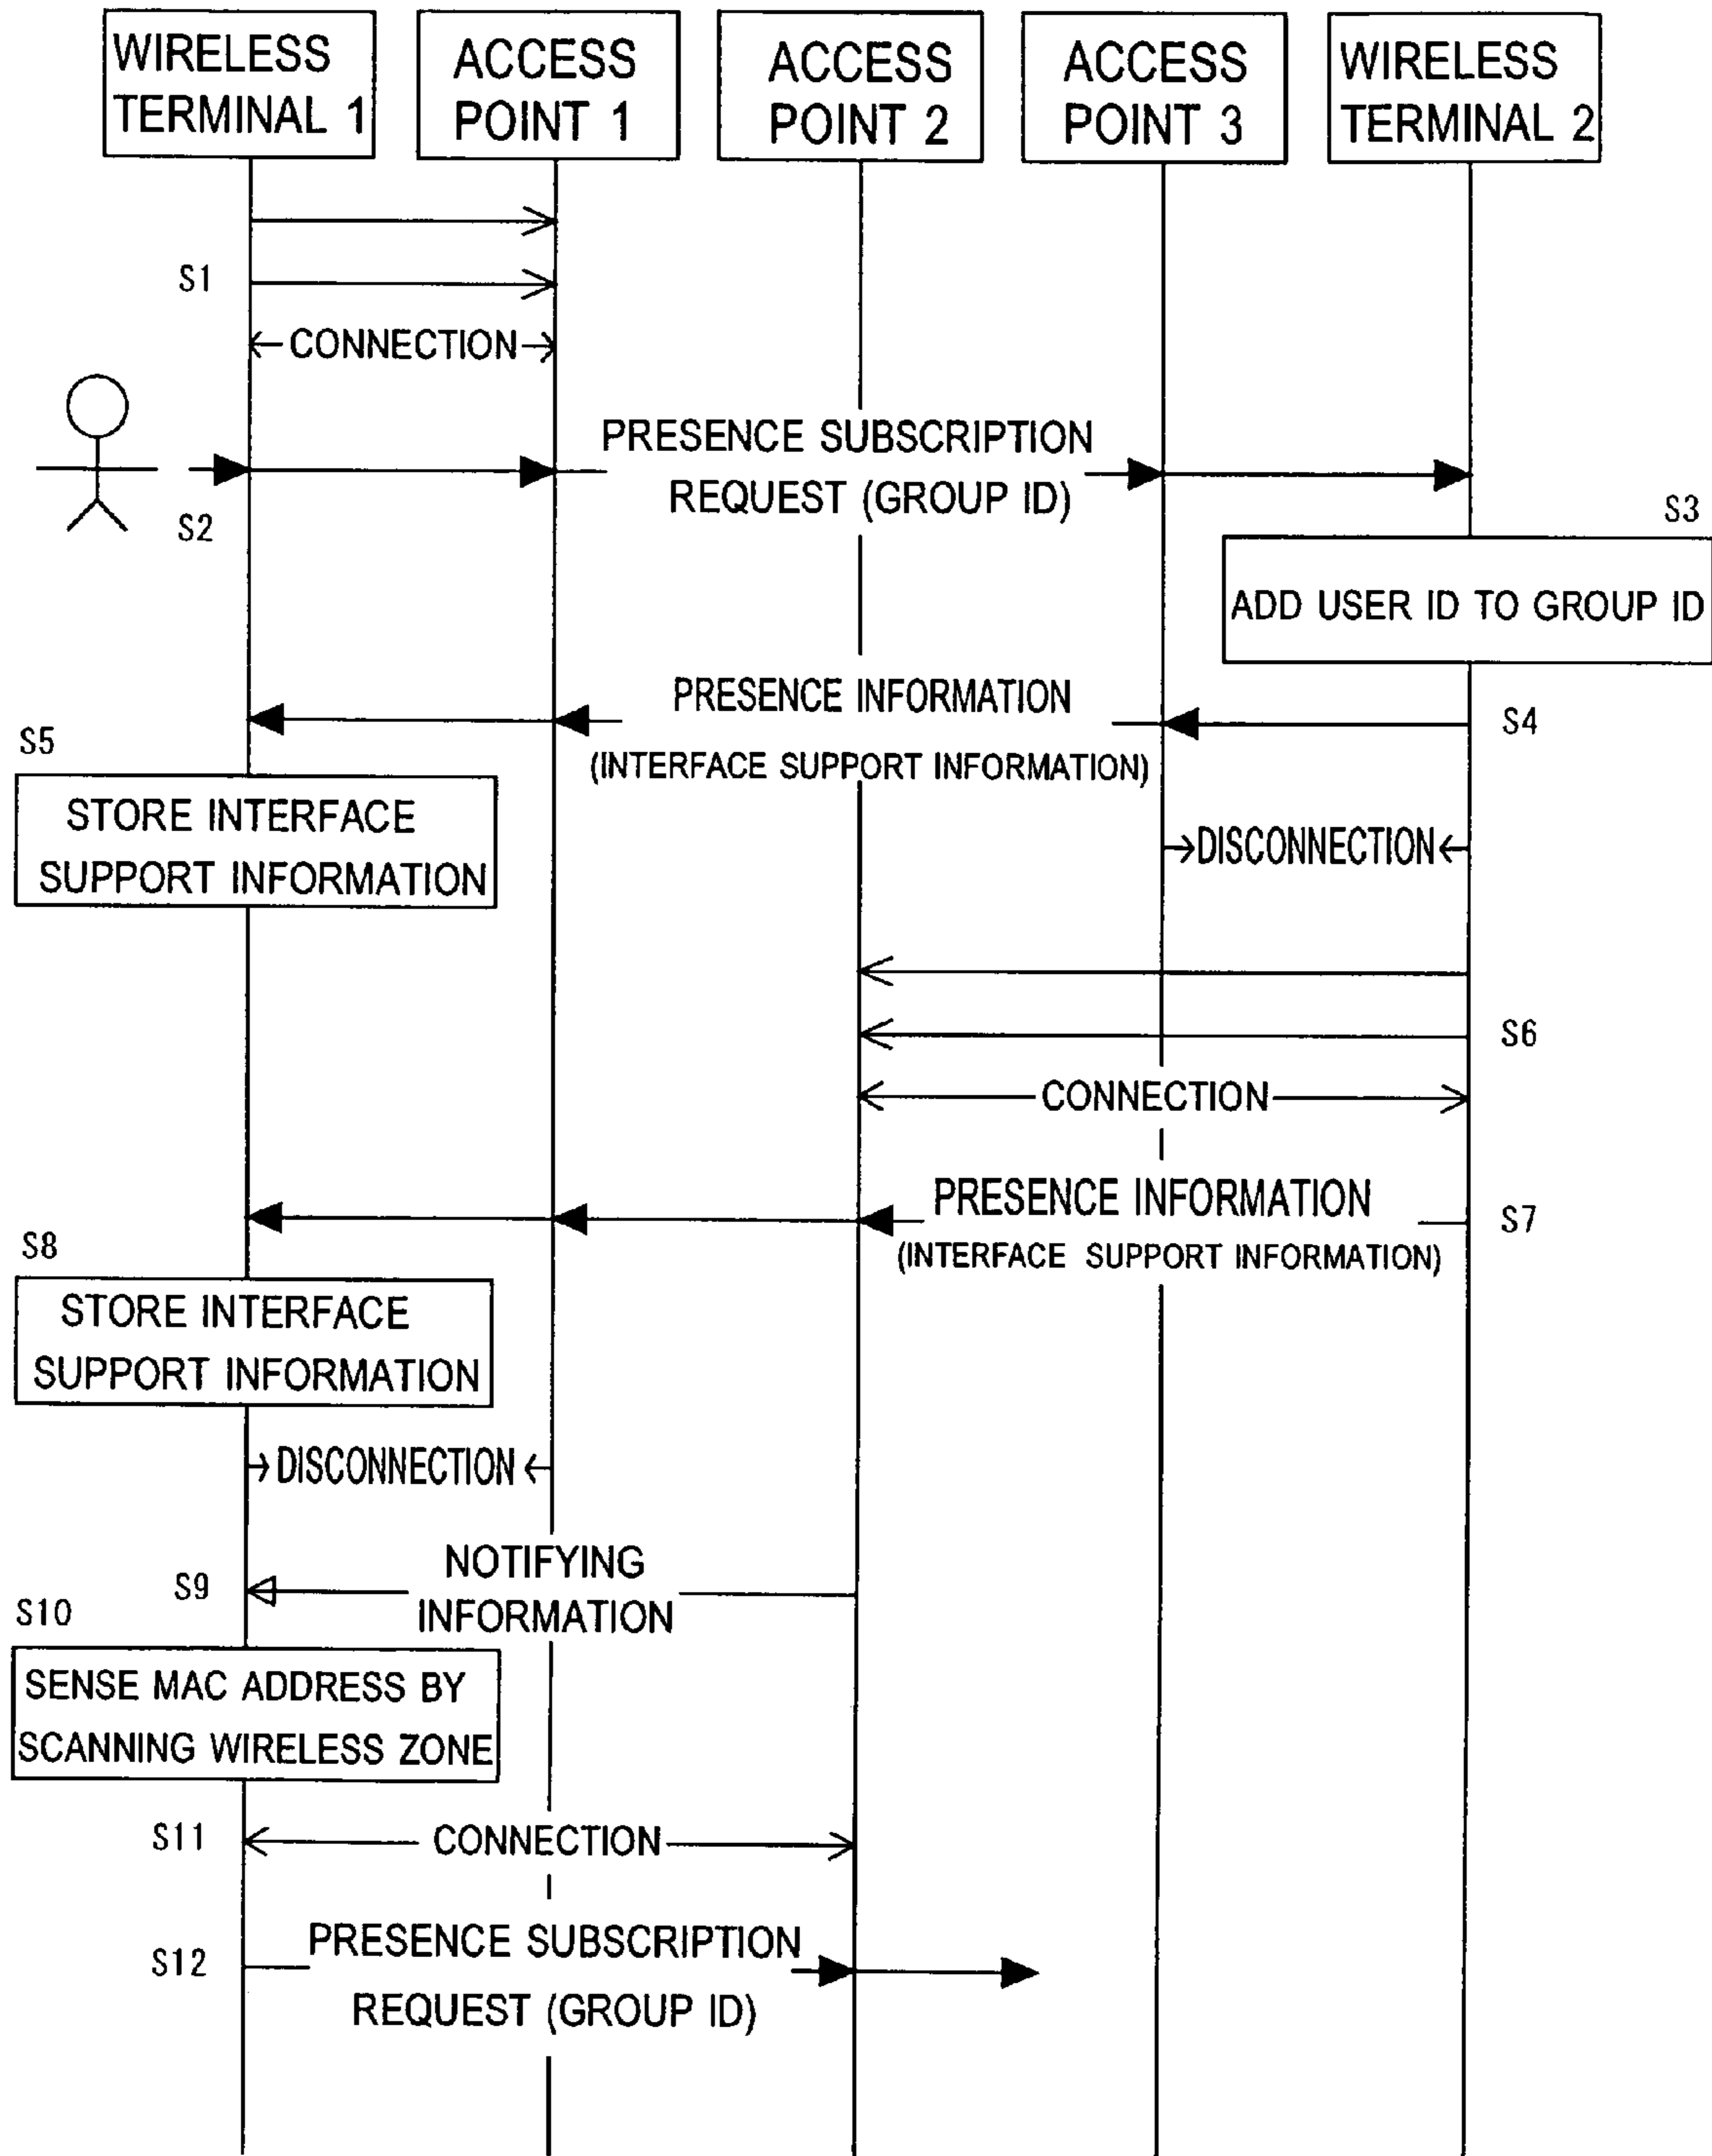 WIRELESS
TERMINAL 1
ACCESS
POINT 1
ACCESS
POINT 2
ACCESS
POINT 3
WIRELESS
TERMINAL 2
S1
CONNECTION
PRESENCE SUBSCRIPTION
REQUEST (GROUP ID)
S2
S3
ADD USER ID TO GROUP ID
PRESENCE INFORMATION
(INTERFACE SUPPORT INFORMATION)
S4
S5
STORE INTERFACE
SUPPORT INFORMATION
DISCONNECTION
S6
CONNECTION
PRESENCE INFORMATION
(INTERFACE SUPPORT INFORMATION)
S7
S8
STORE INTERFACE
SUPPORT INFORMATION
DISCONNECTION
NOTIFYING
INFORMATION
S9
S10
SENSE MAC ADDRESS BY
SCANNING WIRELESS ZONE
S11
CONNECTION
PRESENCE SUBSCRIPTION
REQUEST (GROUP ID)
S12